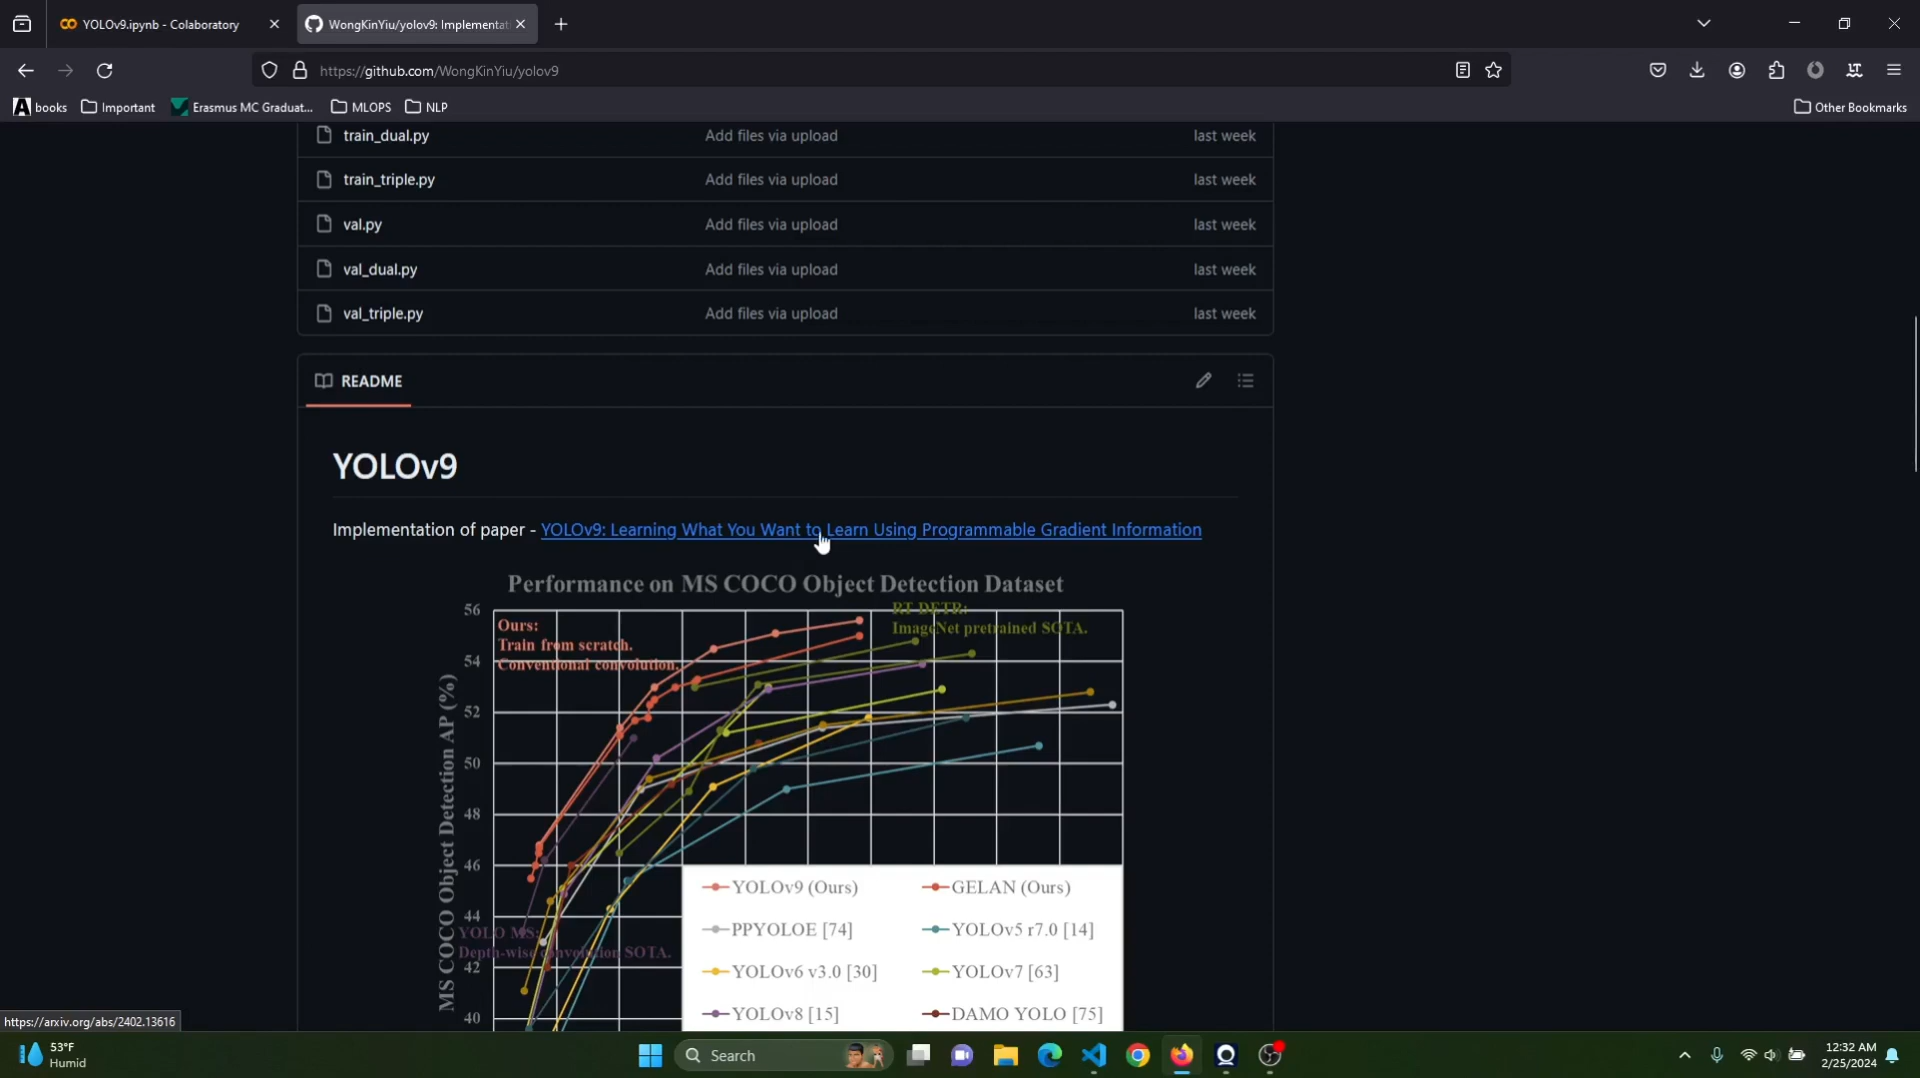 YOLOv9.ipynb - Colaboratory
WongKinYiu/yolov9: Implementat
https://github.com/WongKinYiu/yolov9
books
Important
Erasmus MC Graduat...
MLOPS
NLP
Other Bookmarks
train_dual.py Add files via upload last week
train_triple.py Add files via upload last week
val.py Add files via upload last week
val_dual.py Add files via upload last week
val_triple.py Add files via upload last week
README
YOLOv9
Implementation of paper - YOLOv9: Learning What You Want to Learn Using Programmable Gradient Information
Performance on MS COCO Object Detection Dataset
MS COCO Object Detection AP (%)
56
54
52
50
48
46
44
42
40
Ours:
Train from scratch.
Conventional convolution.
RT DETR:
ImageNet pretrained SOTA.
YOLO MS:
Depth-wise convolution SOTA.
YOLOv9 (Ours) GELAN (Ours)
PPYOLOE [74] YOLOv5 r7.0 [14]
YOLOv6 v3.0 [30] YOLOv7 [63]
YOLOv8 [15] DAMO YOLO [75]
https://arxiv.org/abs/2402.13616
53°F
Humid
Search
12:32 AM
2/25/2024